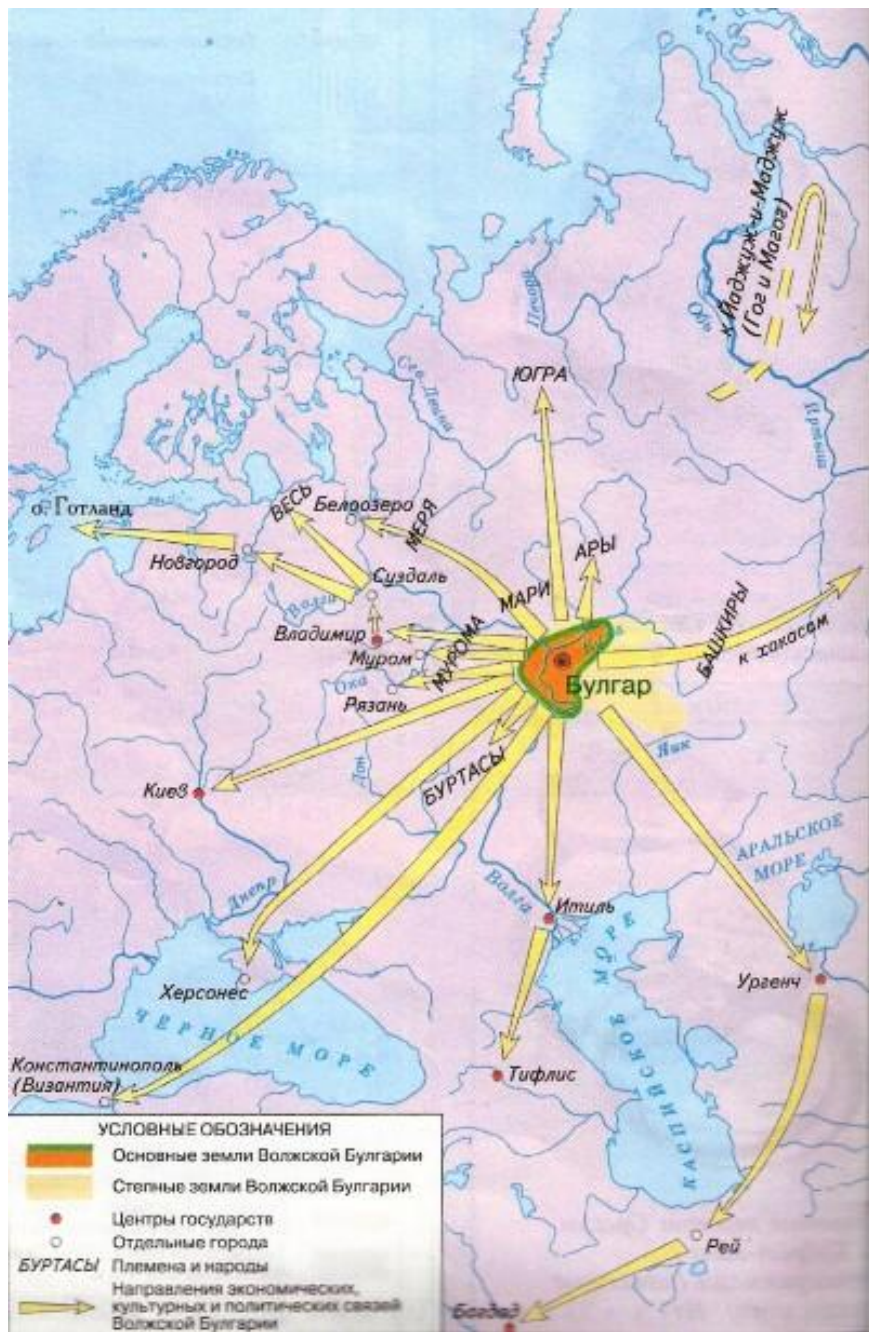 к Йаджуж-и-Маджуж
(Гог и Магог)
Обь
Печора
Сев. Двина
ЮГРА
Иртыш
о. Готланд
ВЕСЬ
Белоозеро
МЕРЯ
АРЫ
Новгород
Суздаль
Волга
МАРИ
Владимир
Муром
МУРОМА
БАШКИРЫ
к хакасам
Ока
Рязань
Булгар
Киев
Дон
БУРТАСЫ
Яик
Днепр
Волга
Итиль
АРАЛЬСКОЕ
МОРЕ
Херсонес
Ургенч
ЧЁРНОЕ МОРЕ
КАСПИЙСКОЕ МОРЕ
Константинополь
(Византия)
Тифлис
Рей
Багдад
УСЛОВНЫЕ ОБОЗНАЧЕНИЯ
Основные земли Волжской Булгарии
Степные земли Волжской Булгарии
Центры государств
Отдельные города
БУРТАСЫ Племена и народы
Направления экономических,
культурных и политических связей
Волжской Булгарии